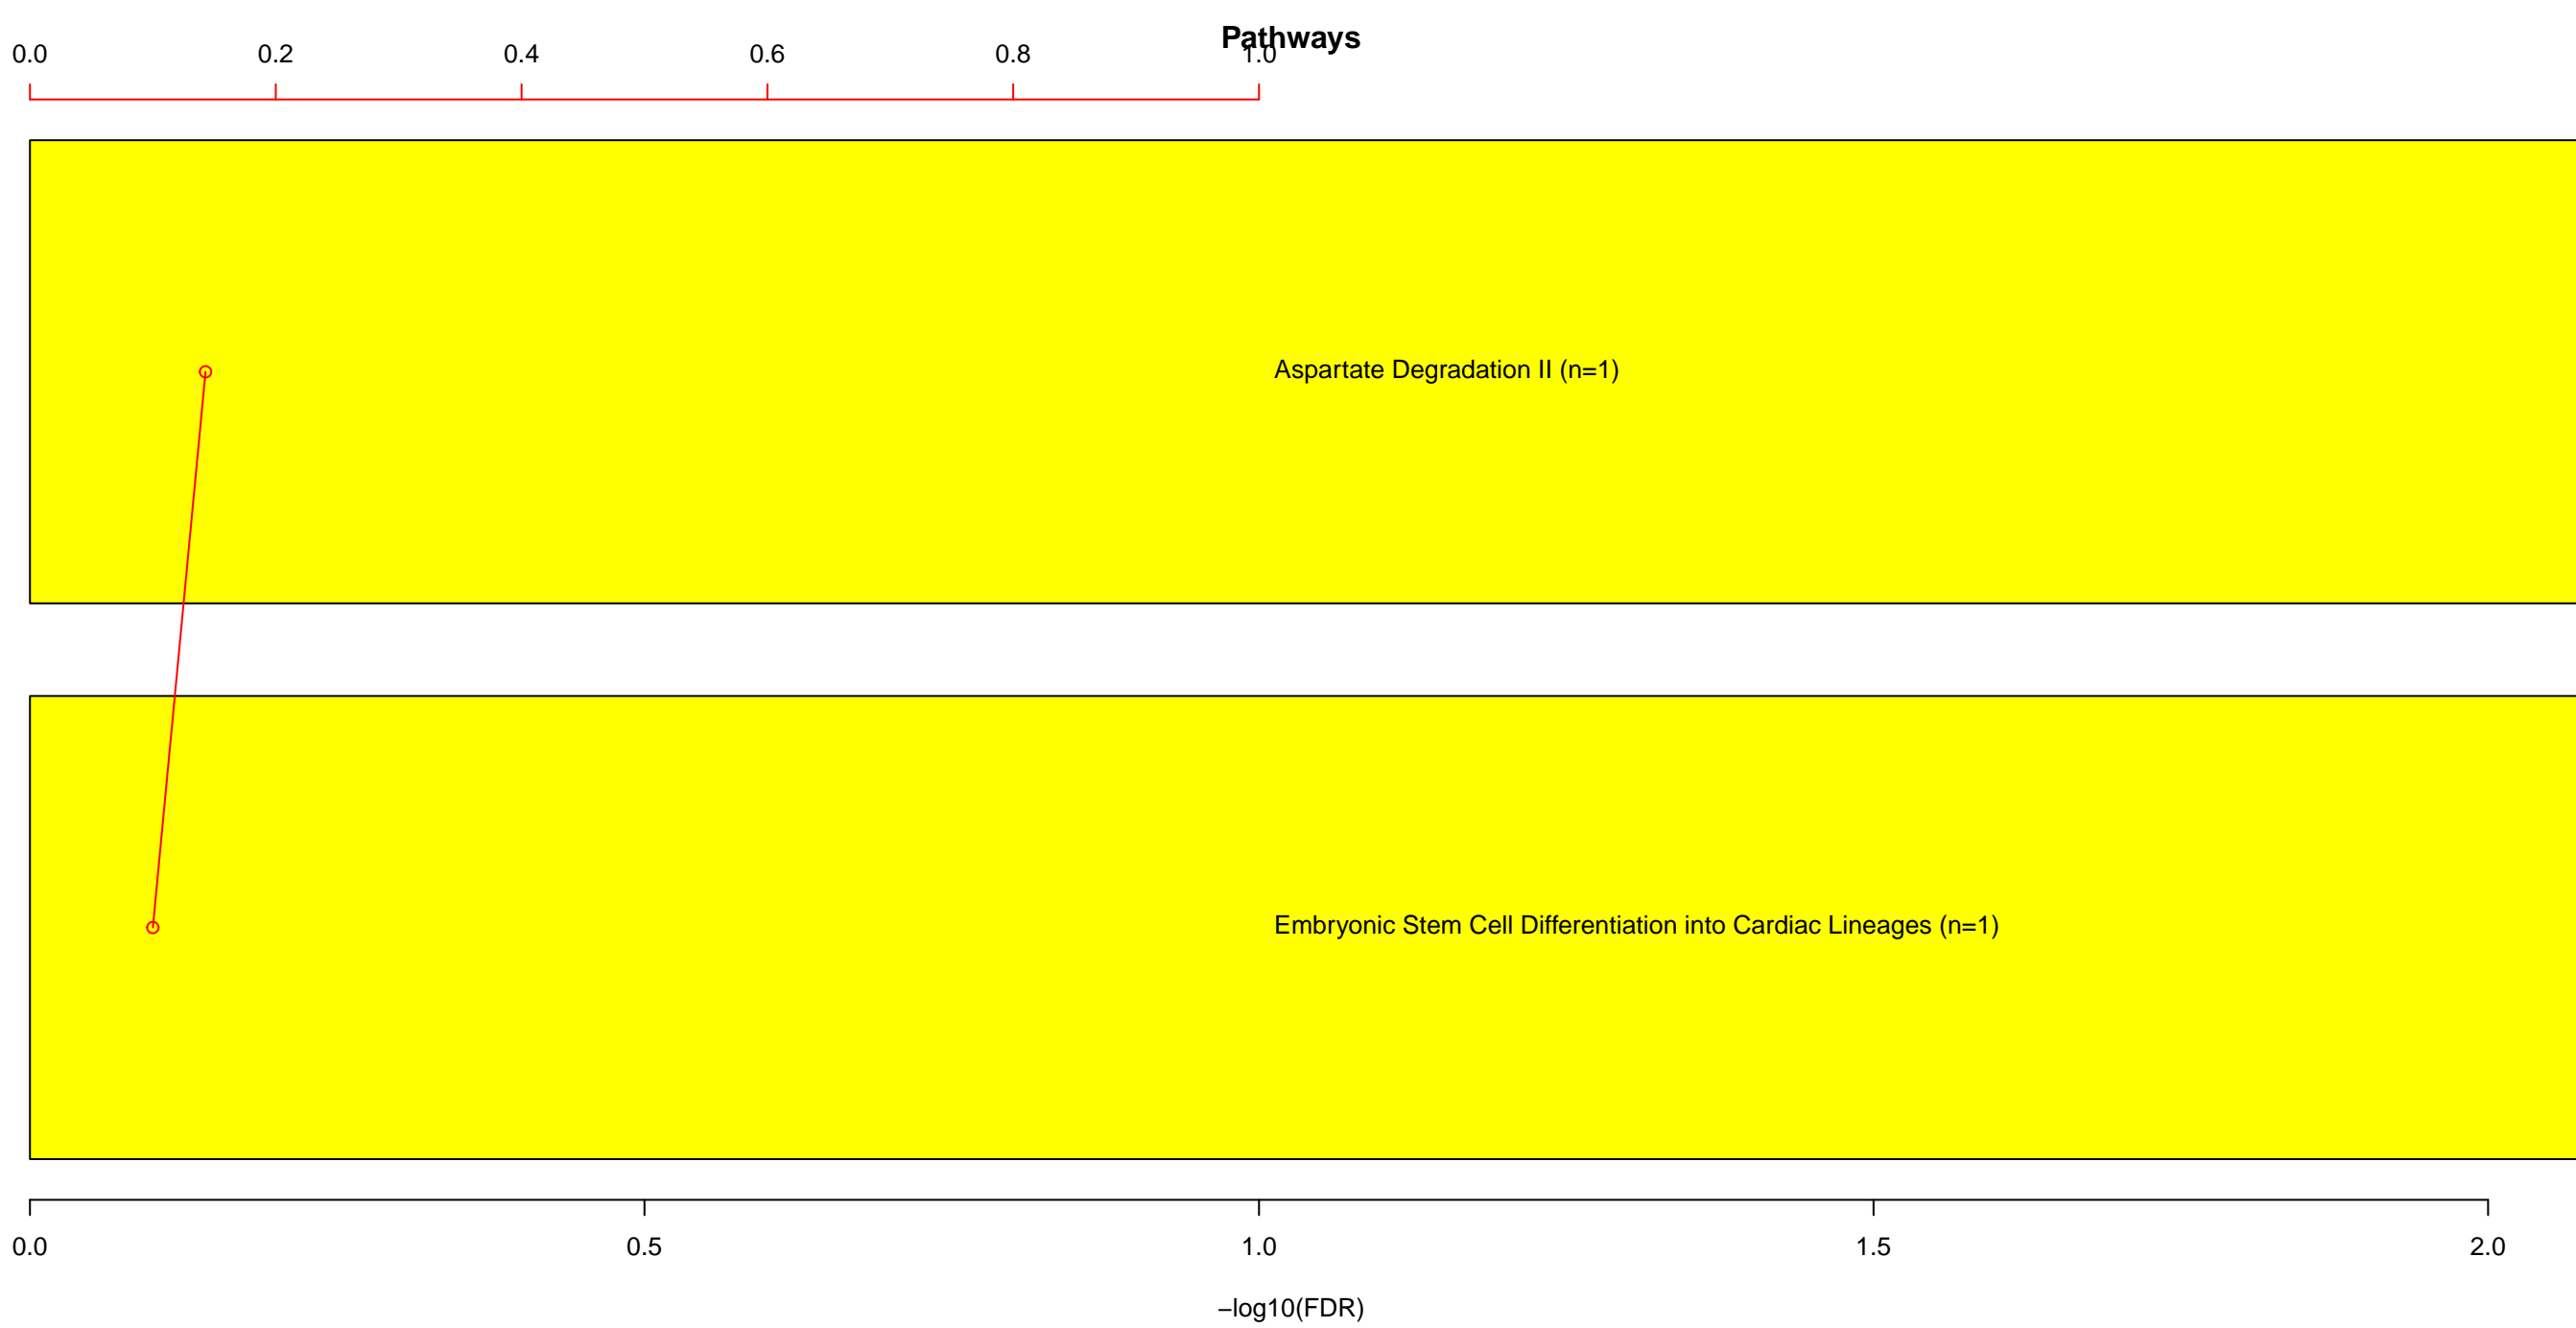 Pathways
0.0 0.2 0.4 0.6 0.8 1.0
Aspartate Degradation II (n=1)
Embryonic Stem Cell Differentiation into Cardiac Lineages (n=1)
0.0 0.5 1.0 1.5 2.0
−log10(FDR)